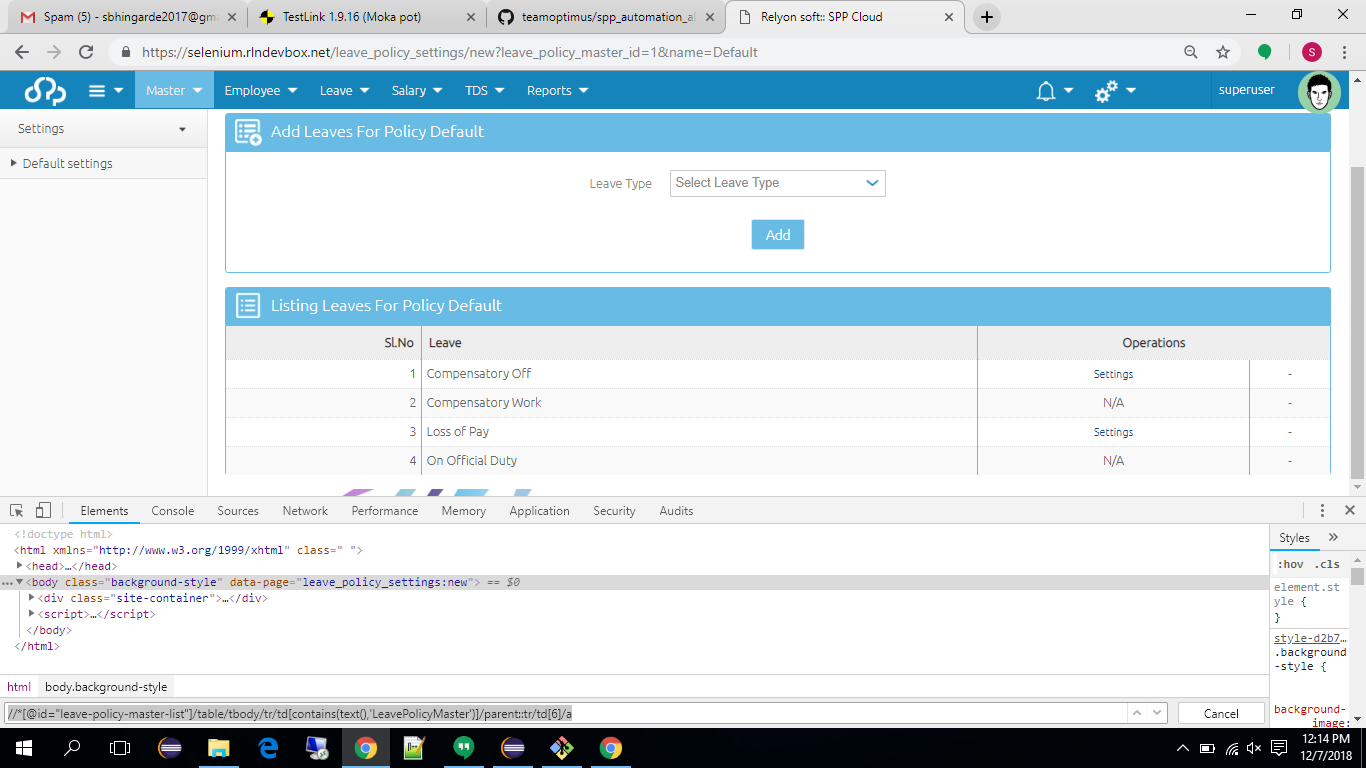 Spam (5) - sbhingarde2017@gm
TestLink 1.9.16 (Moka pot)
teamoptimus/spp_automation_a
Relyon soft:: SPP Cloud
https://selenium.rlndevbox.net/leave_policy_settings/new?leave_policy_master_id=1&name=Default
S
Master Employee Leave Salary TDS Reports superuser
Settings
Default settings
Add Leaves For Policy Default
Leave Type Select Leave Type
Add
Listing Leaves For Policy Default
Sl.No Leave Operations
1 Compensatory Off Settings -
2 Compensatory Work N/A -
3 Loss of Pay Settings -
4 On Official Duty N/A -
Elements Console Sources Network Performance Memory Application Security Audits
<!doctype html>
<html xmlns="http://www.w3.org/1999/xhtml" class=" ">
<head>…</head>
<body class="background-style" data-page="leave_policy_settings:new"> == $0
<div class="site-container">…</div>
<script>…</script>
</body>
</html>
Styles
:hov .cls
element.st
yle {
}
style-d2b7…
.background
-style {
background-
image:
html body.background-style
//*[@id="leave-policy-master-list"]/table/tbody/tr/td[contains(text(),'LeavePolicyMaster')]/parent::tr/td[6]/a
Cancel
12:14 PM
12/7/2018